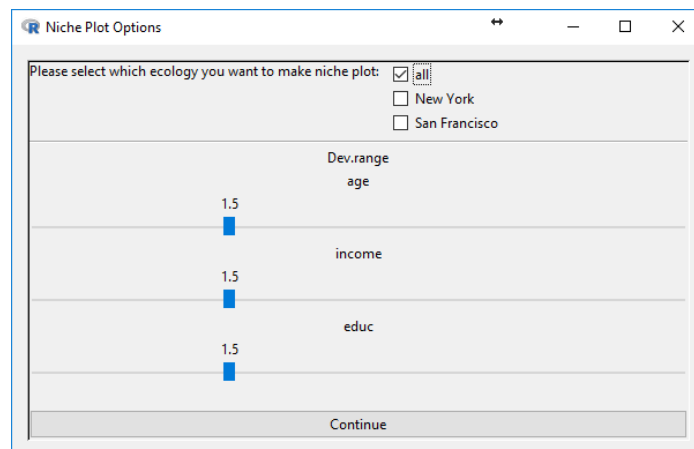 Niche Plot Options
Please select which ecology you want to make niche plot:
all
New York
San Francisco
Dev.range
age
1.5
income
1.5
educ
1.5
Continue